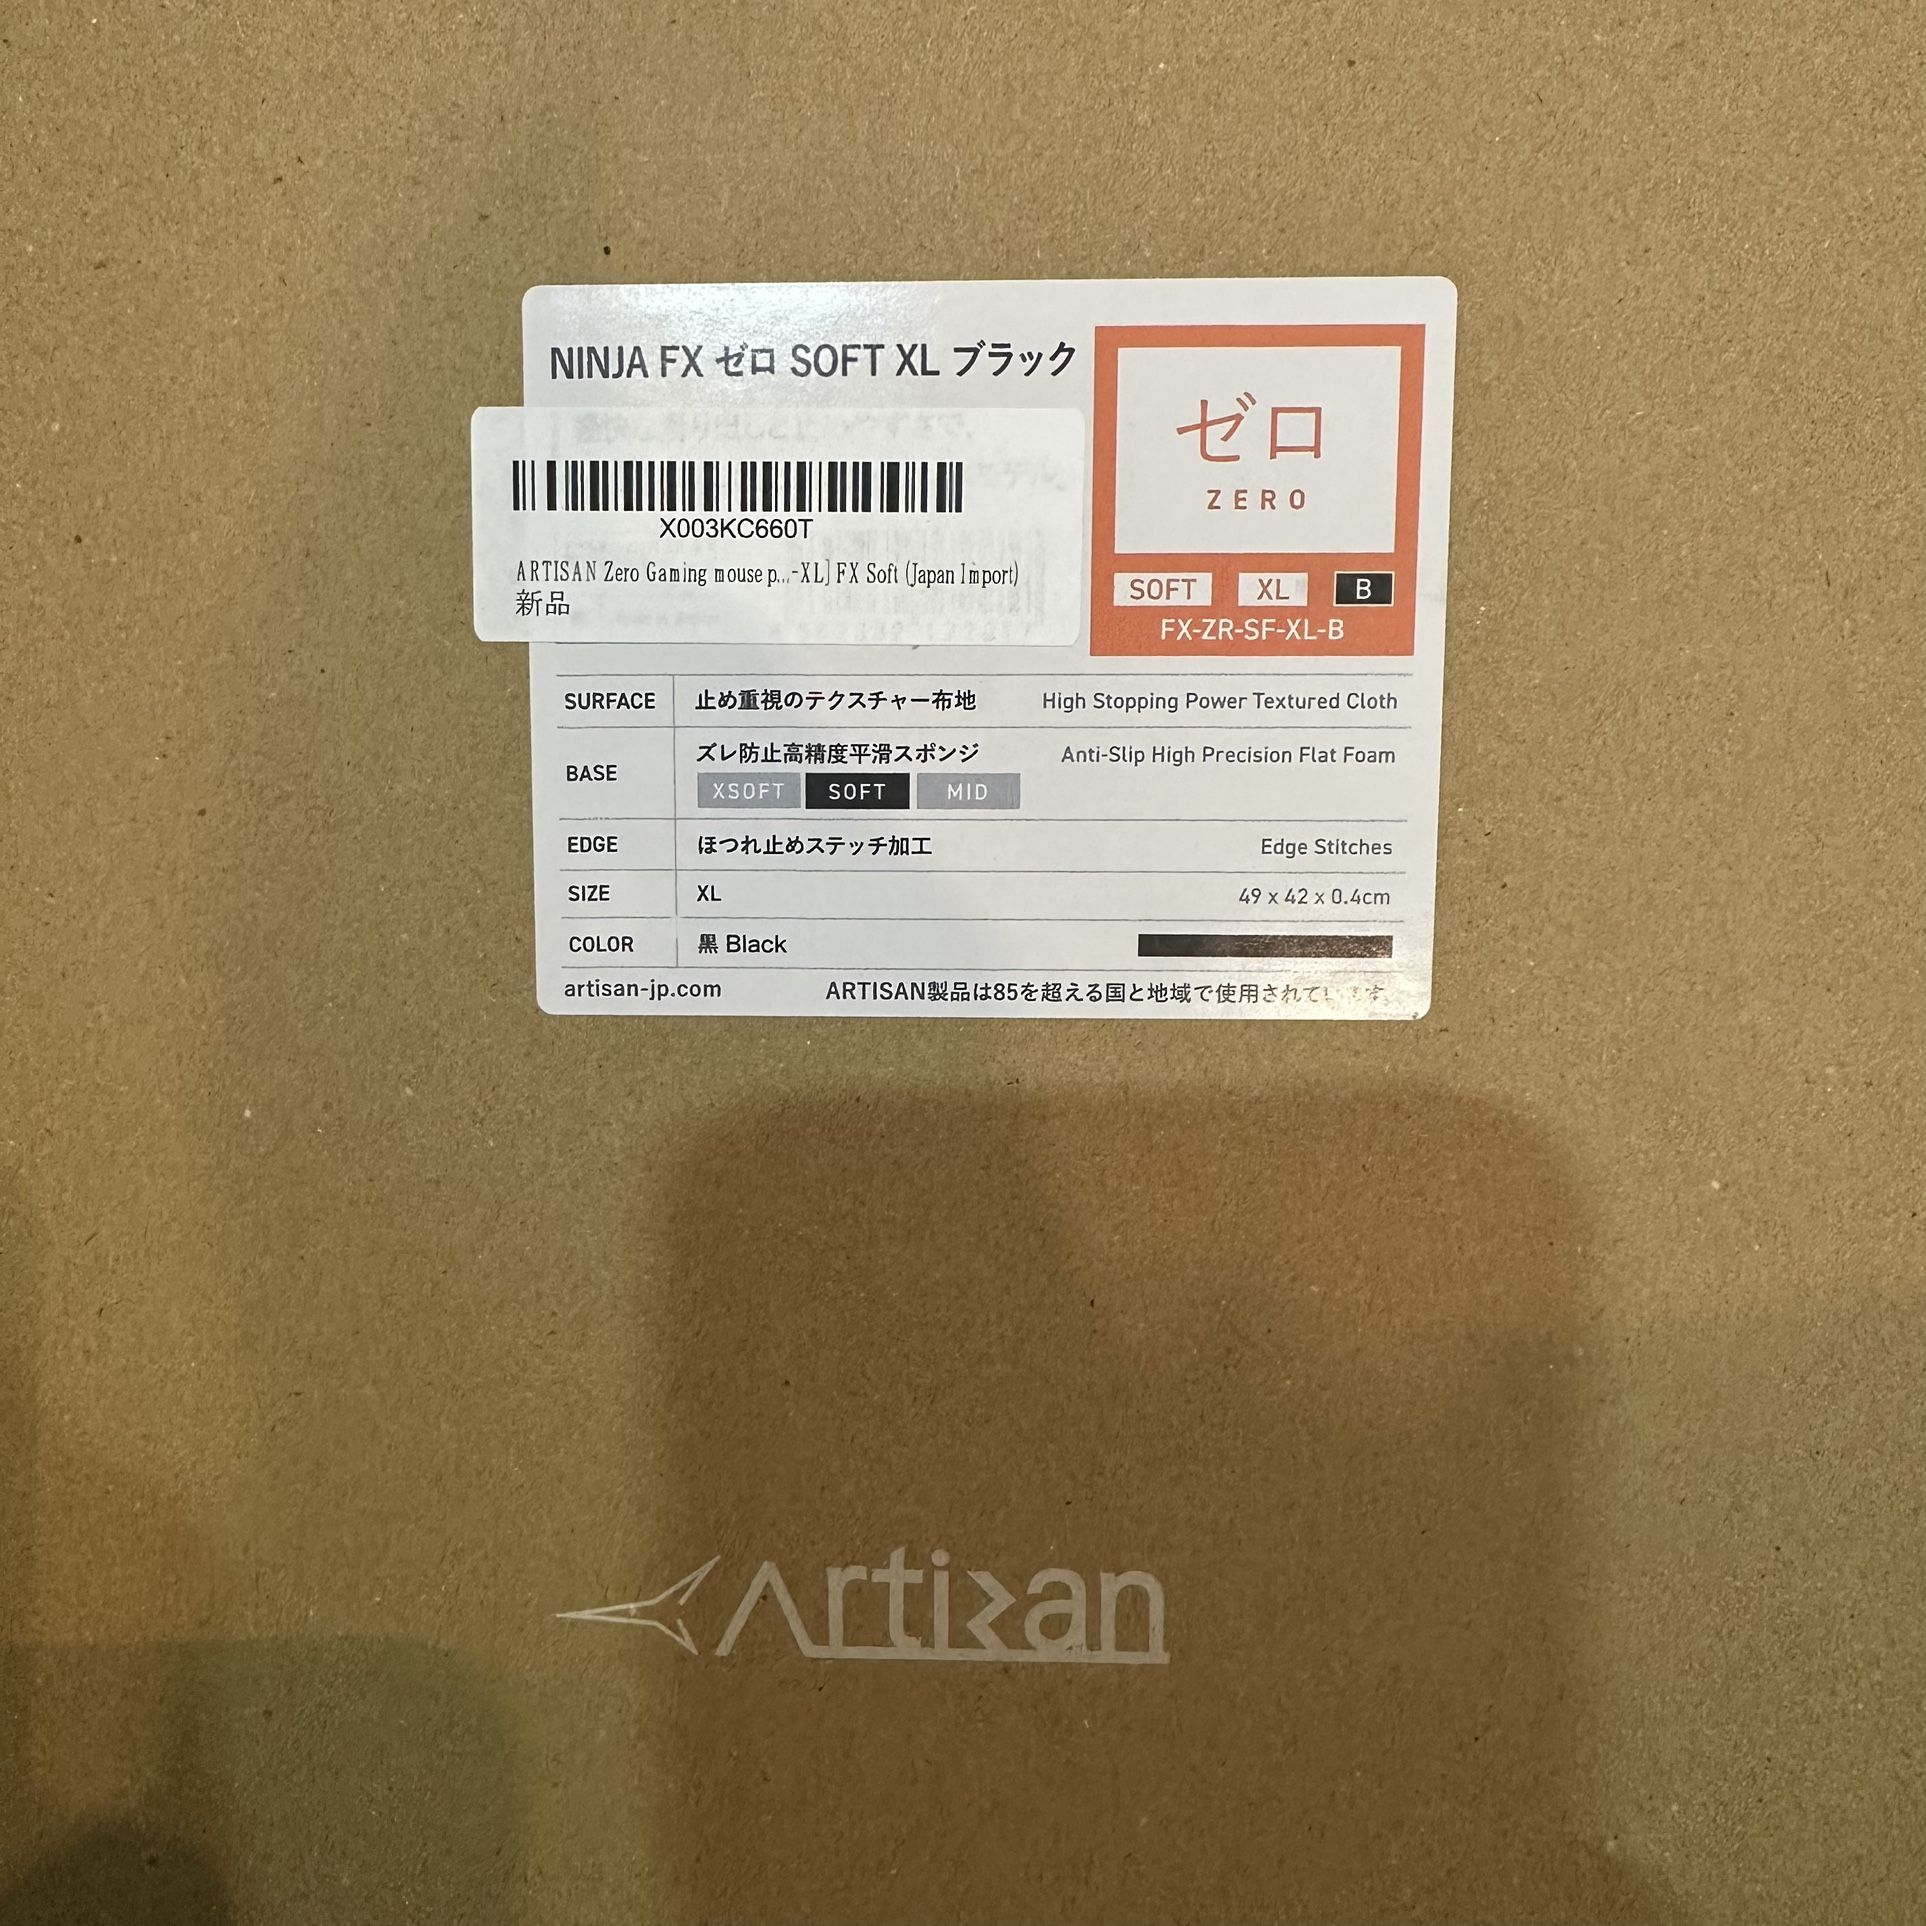 NINJA FX ゼロ SOFT XL ブラック
ゼロ
ZERO
SOFT XL B
FX-ZR-SF-XL-B
X003KC660T
ARTISAN Zero Gaming mouse p...-XL] FX Soft (Japan Import)
新品
SURFACE 止め重視のテクスチャー布地 High Stopping Power Textured Cloth
BASE ズレ防止高精度平滑スポンジ Anti-Slip High Precision Flat Foam
XSOFT SOFT MID
EDGE ほつれ止めステッチ加工 Edge Stitches
SIZE XL 49 x 42 x 0.4cm
COLOR 黒 Black
artisan-jp.com ARTISAN製品は85を超える国と地域で使用されています。
Artisan